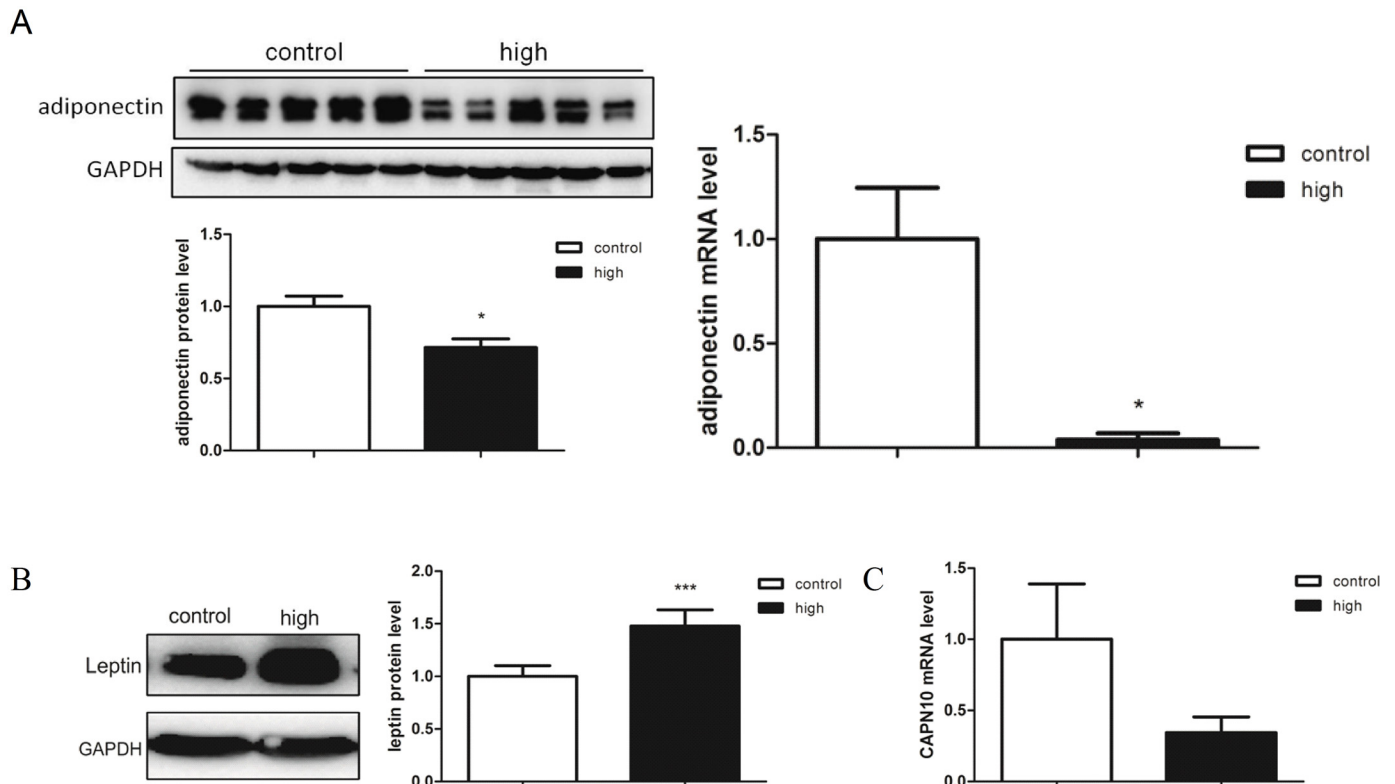 A
control high
adiponectin
GAPDH
adiponectin protein level
1.5
1.0
0.5
0.0
control
high
*
adiponectin mRNA level
1.5
1.0
0.5
0.0
control
high
*
B
control high
Leptin
GAPDH
leptin protein level
2.0
1.5
1.0
0.5
0.0
***
control
high
C
CAPN10 mRNA level
1.5
1.0
0.5
0.0
control
high